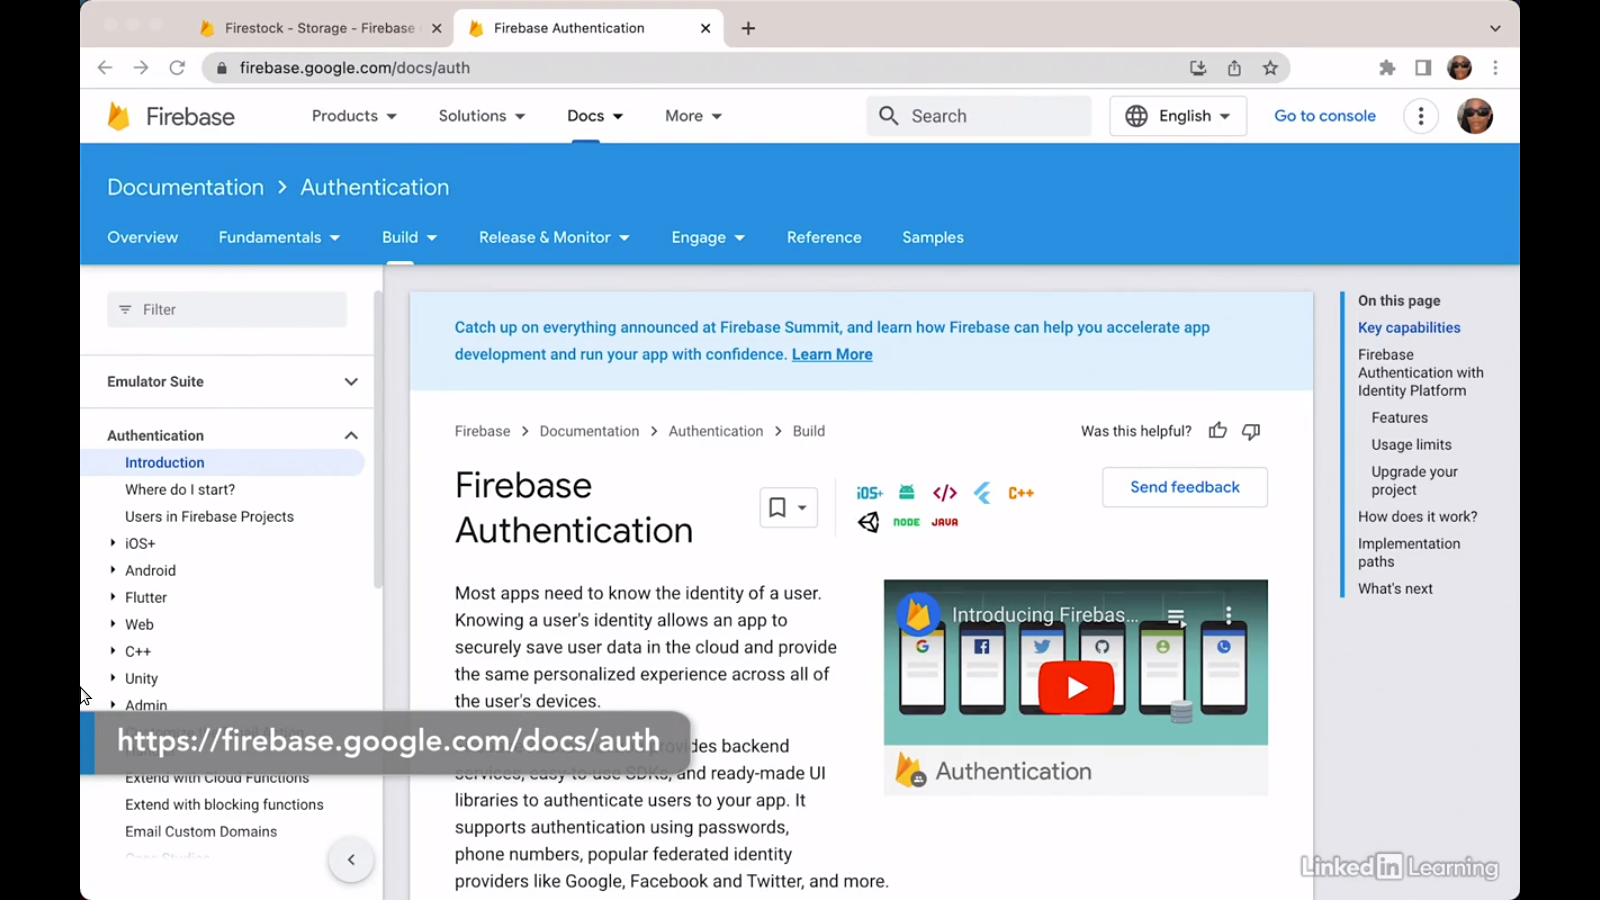 Firestock - Storage - Firebase
Firebase Authentication
firebase.google.com/docs/auth
Firebase
Products
Solutions
Docs
More
Search
English
Go to console
Documentation > Authentication
Overview
Fundamentals
Build
Release & Monitor
Engage
Reference
Samples
Filter
Emulator Suite
Authentication
Introduction
Where do I start?
Users in Firebase Projects
iOS+
Android
Flutter
Web
C++
Unity
Admin
https://firebase.google.com/docs/auth
Extend with Cloud Functions
Extend with blocking functions
Email Custom Domains
Catch up on everything announced at Firebase Summit, and learn how Firebase can help you accelerate app
development and run your app with confidence. Learn More
Firebase > Documentation > Authentication > Build
Was this helpful?
Firebase
Authentication
iOS+
C++
NODE
JAVA
Send feedback
Most apps need to know the identity of a user.
Knowing a user's identity allows an app to
securely save user data in the cloud and provide
the same personalized experience across all of
the user's devices.
backend
services, easy-to-use SDKs, and ready-made UI
libraries to authenticate users to your app. It
supports authentication using passwords,
phone numbers, popular federated identity
providers like Google, Facebook and Twitter, and more.
Introducing Firebas...
Authentication
On this page
Key capabilities
Firebase
Authentication with
Identity Platform
Features
Usage limits
Upgrade your
project
How does it work?
Implementation
paths
What's next
LinkedIn Learning